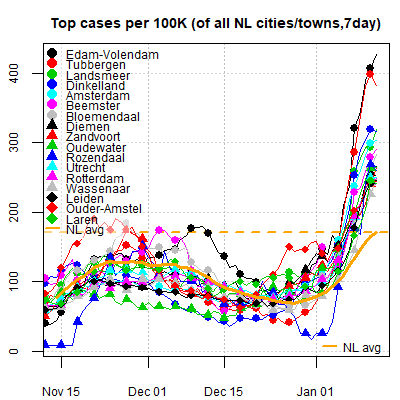 Top cases per 100K (of all NL cities/towns,7day)
400
300
200
100
0
Edam-Volendam
Tubbergen
Landsmeer
Dinkelland
Amsterdam
Beemster
Bloemendaal
Diemen
Zandvoort
Oudewater
Rozendaal
Utrecht
Rotterdam
Wassenaar
Leiden
Ouder-Amstel
Laren
NL avg
NL avg
Nov 15
Dec 01
Dec 15
Jan 01